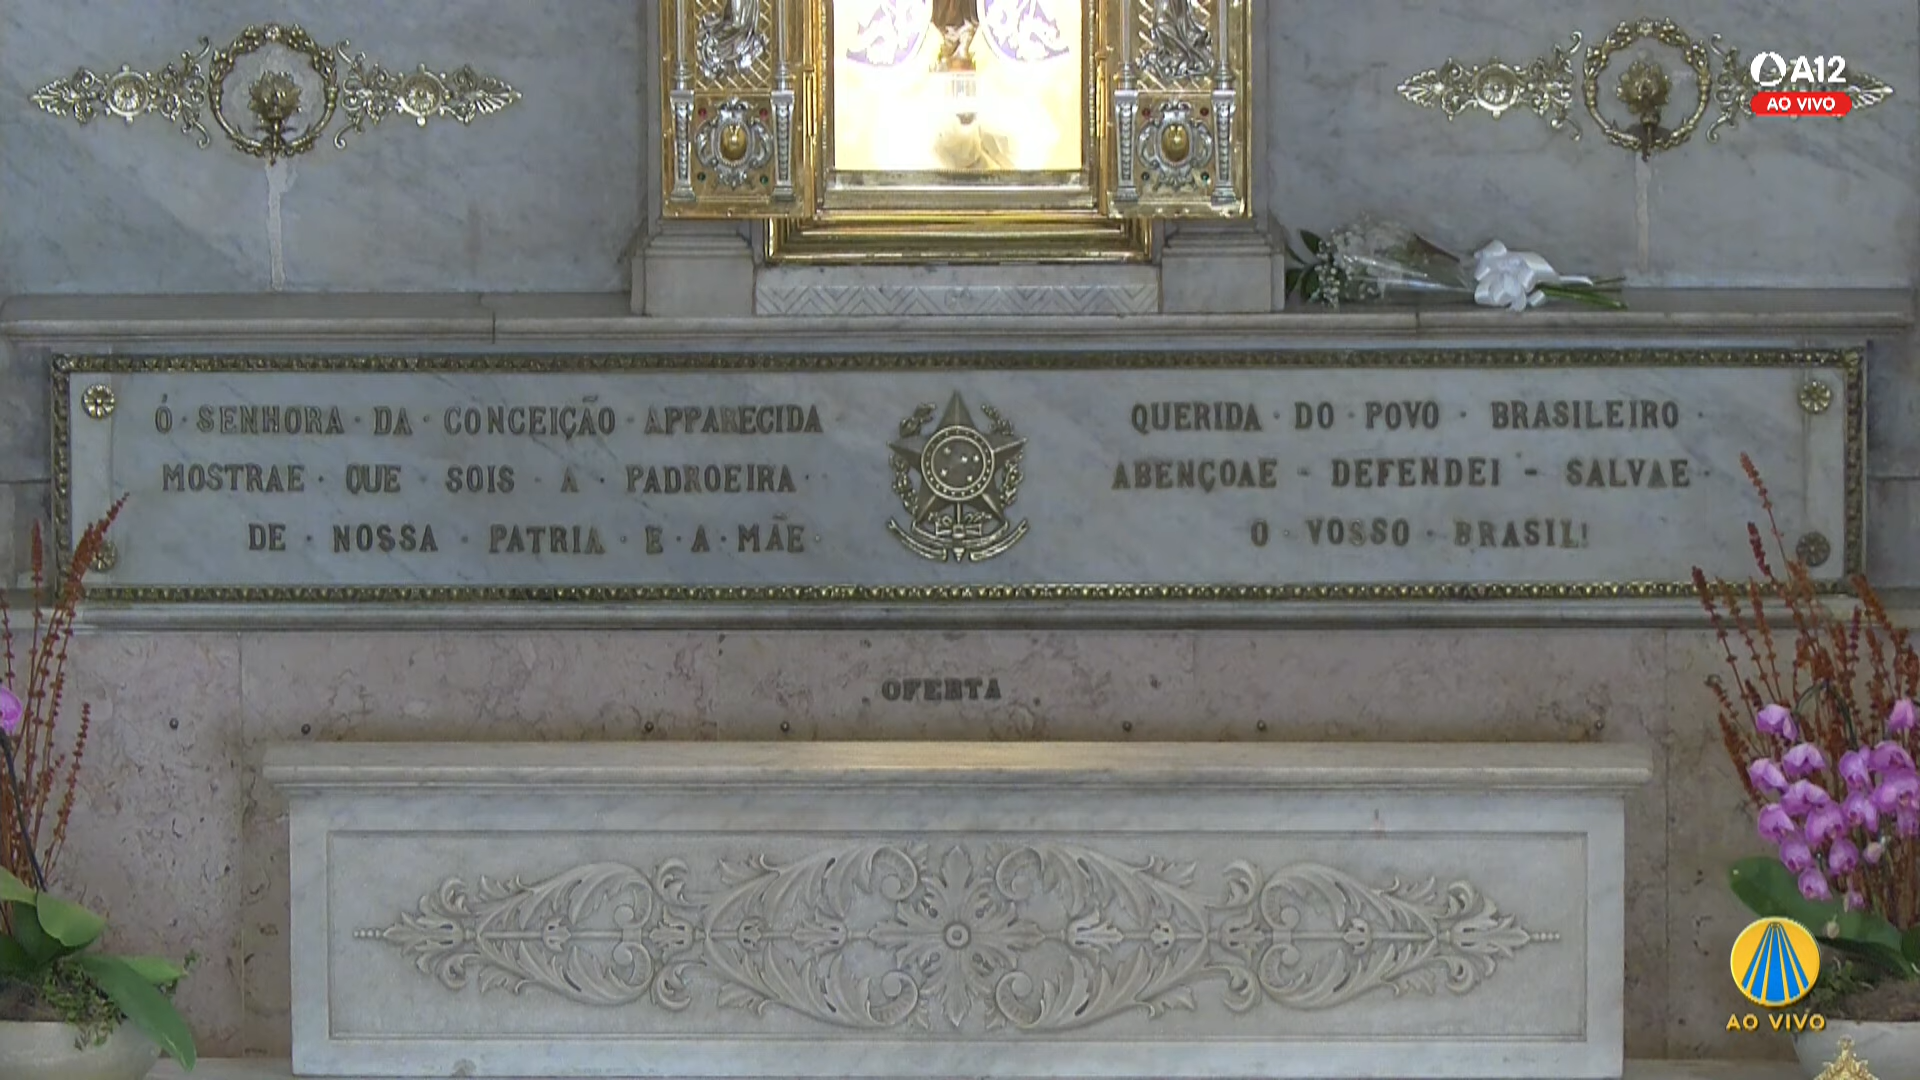 A12
AO VIVO
Ó · SENHORA · DA · CONCEIÇÃO · APPARECIDA
MOSTRAE · QUE · SOIS · A · PADROEIRA ·
DE · NOSSA · PATRIA · E · A · MÃE ·
QUERIDA · DO · POVO · BRASILEIRO ·
ABENÇOAE - DEFENDEI - SALVAE ·
O · VOSSO · BRASIL!
OFERTA
AO VIVO